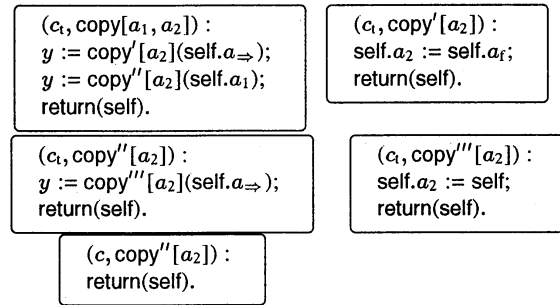 (c_t, copy[a_1, a_2]) :
y := copy′[a_2](self.a_⇒);
y := copy″[a_2](self.a_1);
return(self).
(c_t, copy′[a_2]) :
self.a_2 := self.a_f;
return(self).
(c_t, copy″[a_2]) :
y := copy‴[a_2](self.a_⇒);
return(self).
(c_t, copy‴[a_2]) :
self.a_2 := self;
return(self).
(c, copy″[a_2]) :
return(self).